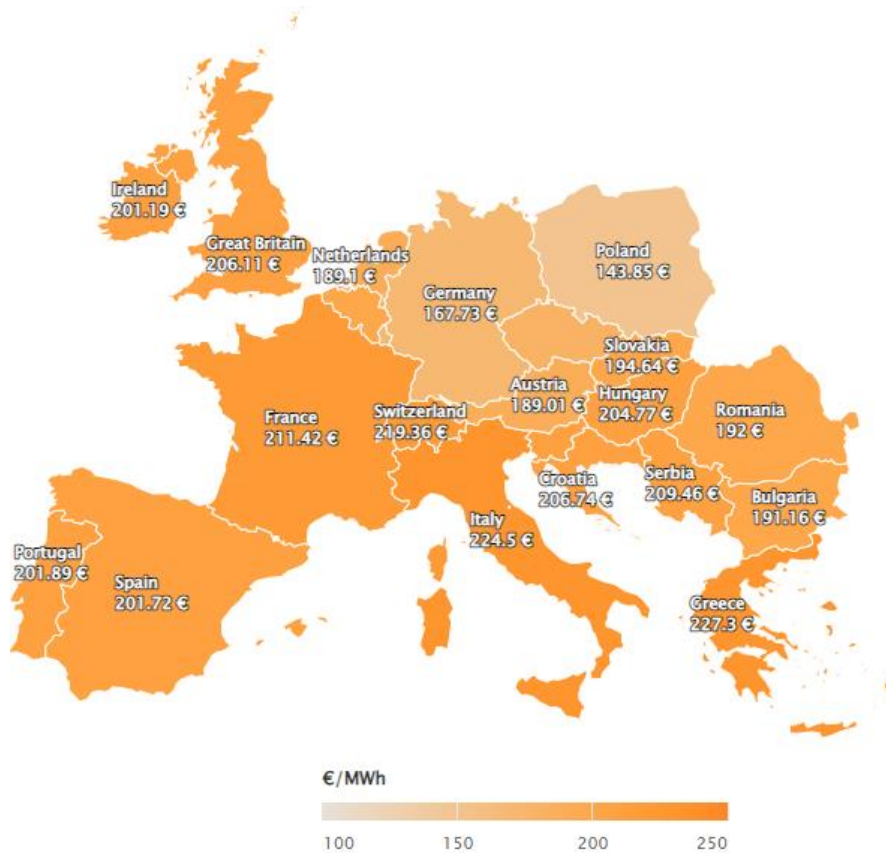 Ireland
201.19 €
Great Britain
206.11 €
Netherlands
189.1 €
Poland
143.85 €
Germany
167.73 €
Slovakia
194.64 €
Austria
189.01 €
Hungary
204.77 €
Romania
192 €
France
211.42 €
Switzerland
219.36 €
Croatia
206.74 €
Serbia
209.46 €
Bulgaria
191.16 €
Italy
224.5 €
Portugal
201.89 €
Spain
201.72 €
Greece
227.3 €
€/MWh
100 150 200 250